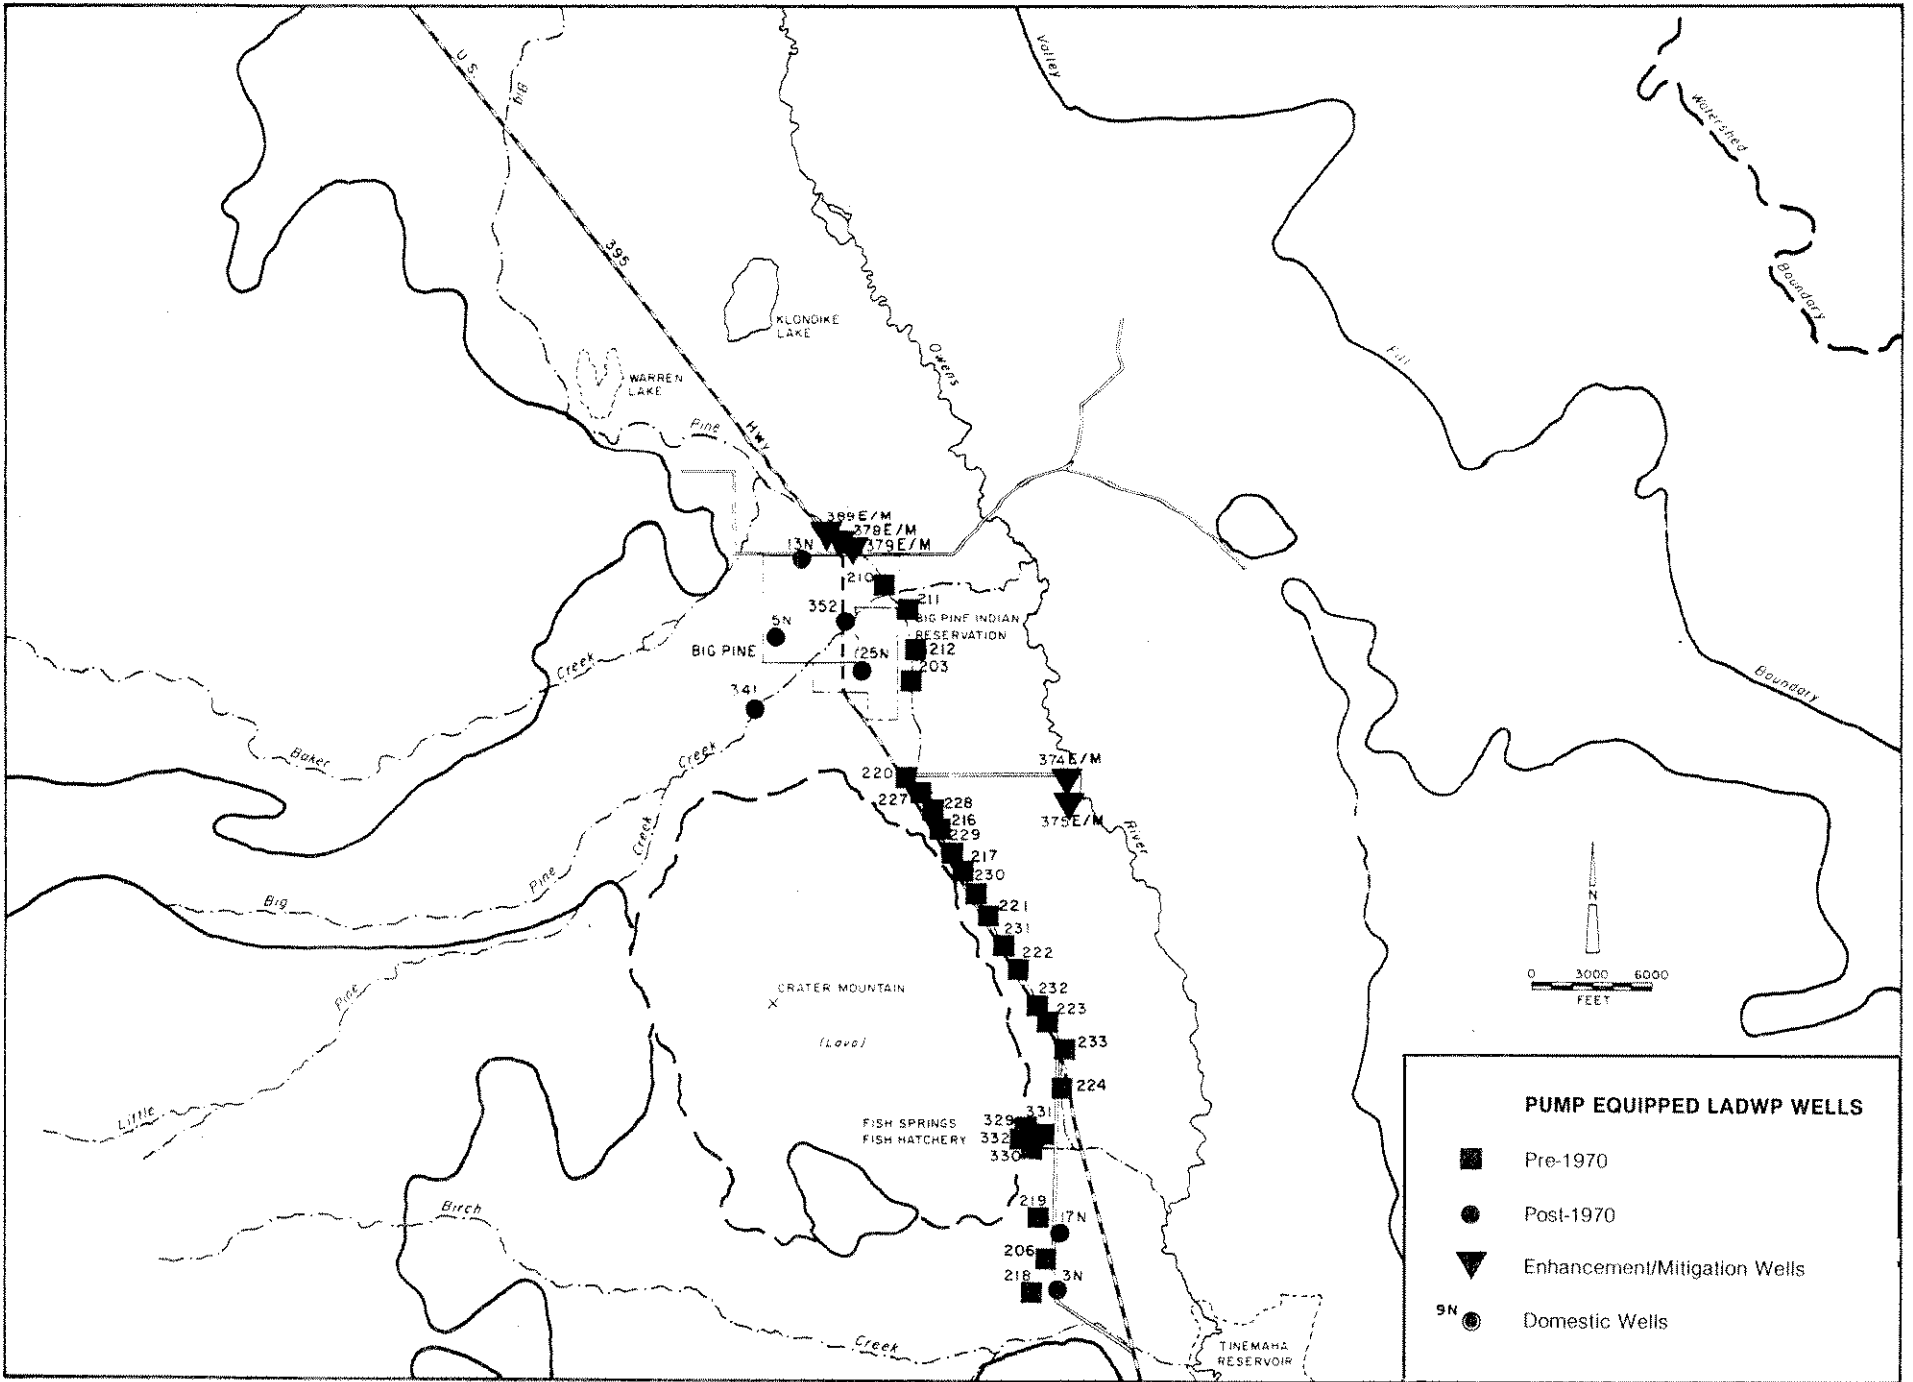 Valley
U.S.
Big
Watershed
395
Boundary
KLONDIKE
LAKE
Owens
Fill
WARREN
LAKE
Pine
Hwy
389E/M
378E/M
379E/M
13N
210
211
352
5N
BIG PINE INDIAN
RESERVATION
BIG PINE
212
25N
203
Creek
341
Boundary
Baker
Creek
374E/M
220
227
228
216
375E/M
River
229
Creek
217
230
Pine
Big
221
231
N
222
0 3000 6000
FEET
CRATER MOUNTAIN
Pine
232
223
(Lava)
233
224
PUMP EQUIPPED LADWP WELLS
Little
331
329
FISH SPRINGS
FISH HATCHERY
332
330
Pre-1970
Birch
219
17N
Post-1970
206
218
3N
Enhancement/Mitigation Wells
9N
Domestic Wells
Creek
TINEMAHA
RESERVOIR